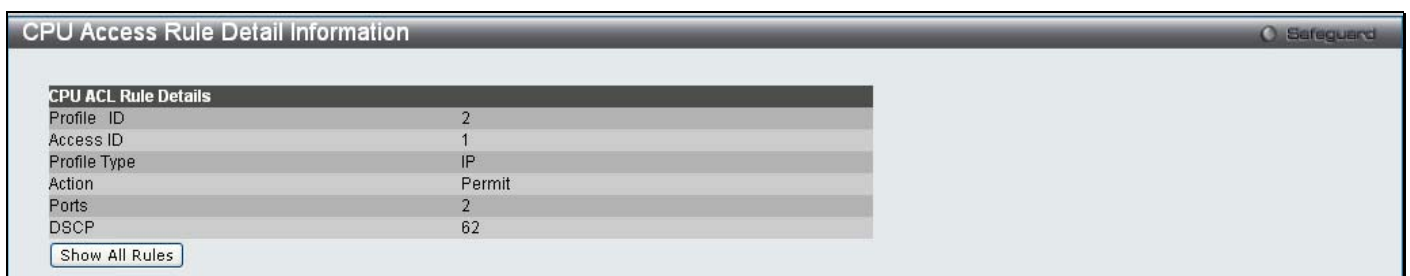 CPU Access Rule Detail Information
Safeguard
CPU ACL Rule Details
Profile ID 2
Access ID 1
Profile Type IP
Action Permit
Ports 2
DSCP 62
Show All Rules